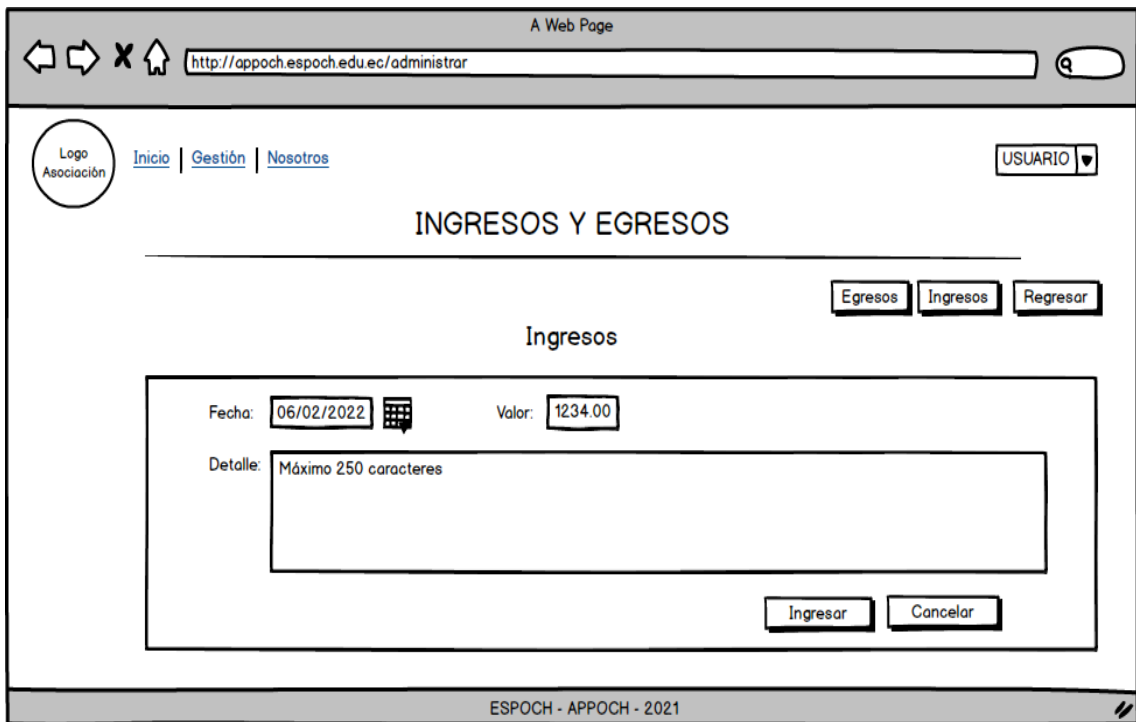 A Web Page
http://appoch.espoch.edu.ec/administrar
Logo
Asociación
Inicio | Gestión | Nosotros
USUARIO
INGRESOS Y EGRESOS
Egresos Ingresos Regresar
Ingresos
Fecha: 06/02/2022 Valor: 1234.00
Detalle: Máximo 250 caracteres
Ingresar Cancelar
ESPOCH - APPOCH - 2021